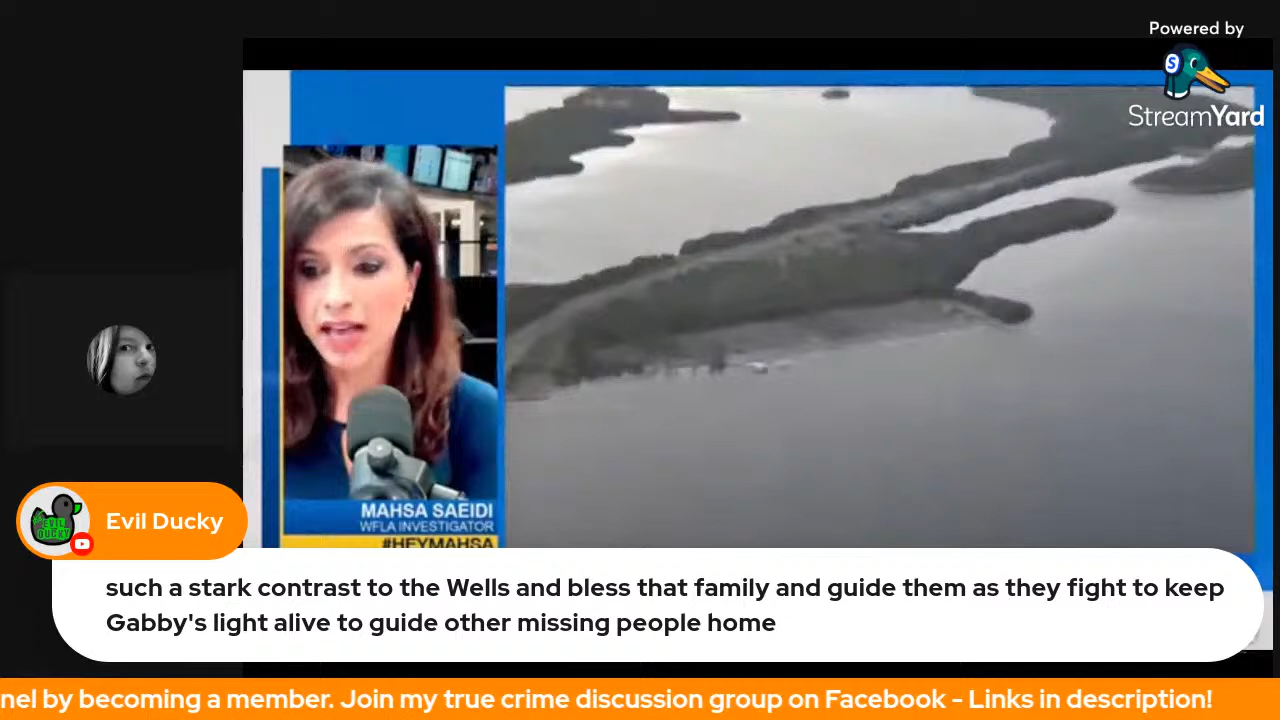 Powered by
StreamYard
MAHSA SAEIDI
WFLA INVESTIGATOR
#HEYMAHSA
Evil Ducky
EVIL
DUCKY
such a stark contrast to the Wells and bless that family and guide them as they fight to keep
Gabby's light alive to guide other missing people home
nel by becoming a member. Join my true crime discussion group on Facebook - Links in description!